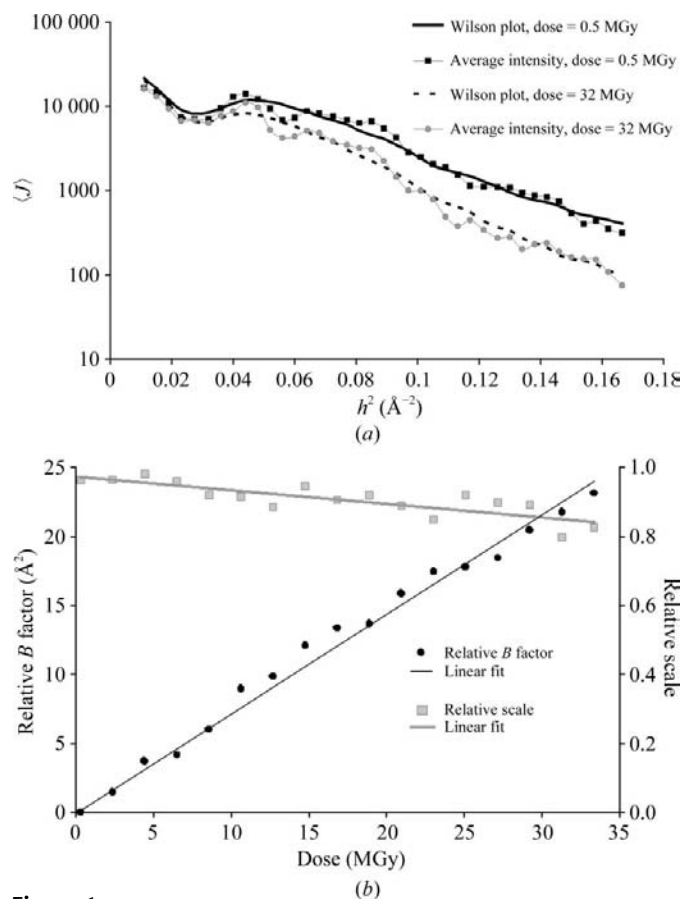 100 000
10 000
1000
100
10
⟨J⟩
Wilson plot, dose = 0.5 MGy
Average intensity, dose = 0.5 MGy
Wilson plot, dose = 32 MGy
Average intensity, dose = 32 MGy
0 0.02 0.04 0.06 0.08 0.1 0.12 0.14 0.16 0.18
h² (Å⁻²)
(a)
25
20
15
10
5
0
Relative B factor (Å²)
1.0
0.8
0.6
0.4
0.2
0.0
Relative scale
Relative B factor
Linear fit
Relative scale
Linear fit
0 5 10 15 20 25 30 35
Dose (MGy)
(b)